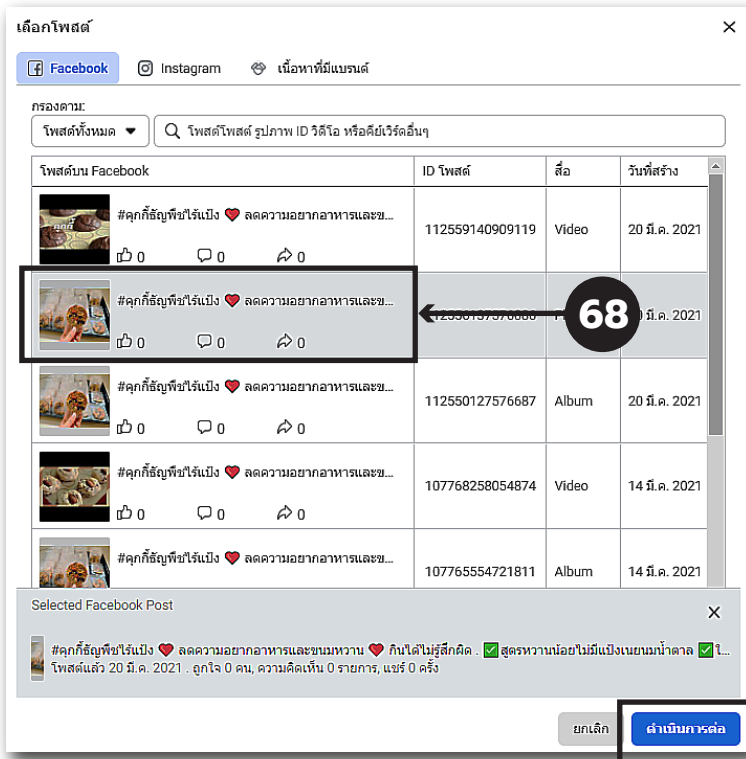 เลือกโพสต์
Facebook Instagram เนื้อหาที่มีแบรนด์
กรองตาม:
โพสต์ทั้งหมด โพสต์โพสต์ รูปภาพ ID วิดีโอ หรือคีย์เวิร์ดอื่นๆ
โพสต์บน Facebook ID โพสต์ สื่อ วันที่สร้าง
#คุกกี้ธัญพืชไร้แป้ง ❤️ ลดความอยากอาหารและข...
112559140909119 Video 20 มี.ค. 2021
0 0 0
#คุกกี้ธัญพืชไร้แป้ง ❤️ ลดความอยากอาหารและข...
68 มี.ค. 2021
0 0 0
#คุกกี้ธัญพืชไร้แป้ง ❤️ ลดความอยากอาหารและข...
112550127576687 Album 20 มี.ค. 2021
0 0 0
#คุกกี้ธัญพืชไร้แป้ง ❤️ ลดความอยากอาหารและข...
107768258054874 Video 14 มี.ค. 2021
0 0 0
#คุกกี้ธัญพืชไร้แป้ง ❤️ ลดความอยากอาหารและข...
107765554721811 Album 14 มี.ค. 2021
Selected Facebook Post
#คุกกี้ธัญพืชไร้แป้ง ❤️ ลดความอยากอาหารและขนมหวาน ❤️ กินได้ไม่รู้สึกผิด . ✅ สูตรหวานน้อยไม่มีแป้งเนยนมน้ำตาล ✅ ไ...
โพสต์แล้ว 20 มี.ค. 2021 . ถูกใจ 0 คน, ความคิดเห็น 0 รายการ, แชร์ 0 ครั้ง
ยกเลิก ดำเนินการต่อ